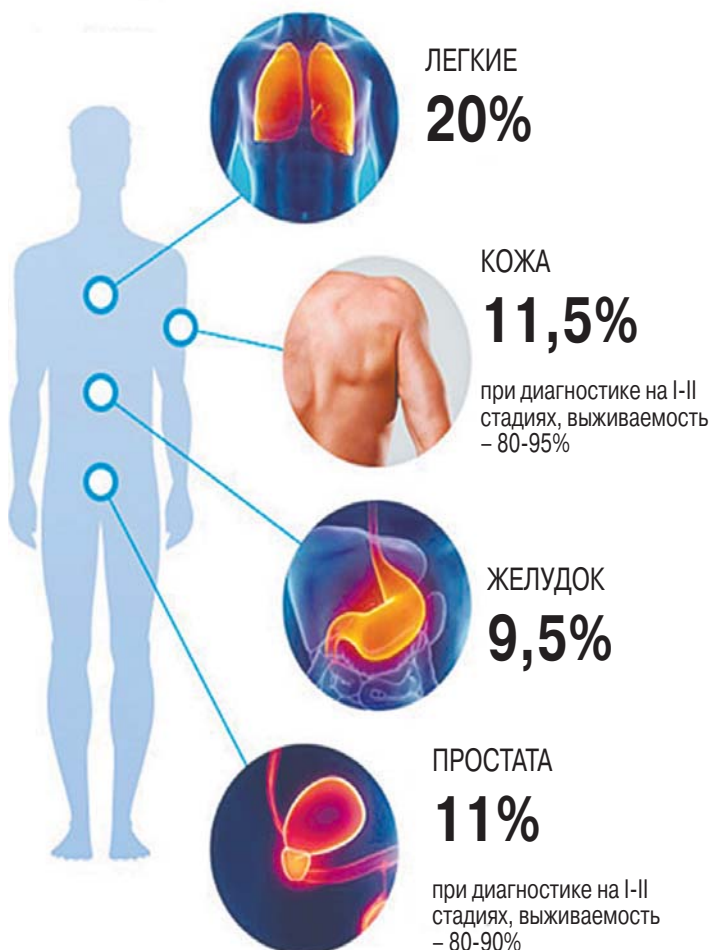 ЛЕГКИЕ
20%
КОЖА
11,5%
при диагностике на I-II
стадиях, выживаемость
– 80-95%
ЖЕЛУДОК
9,5%
ПРОСТАТА
11%
при диагностике на I-II
стадиях, выживаемость
– 80-90%